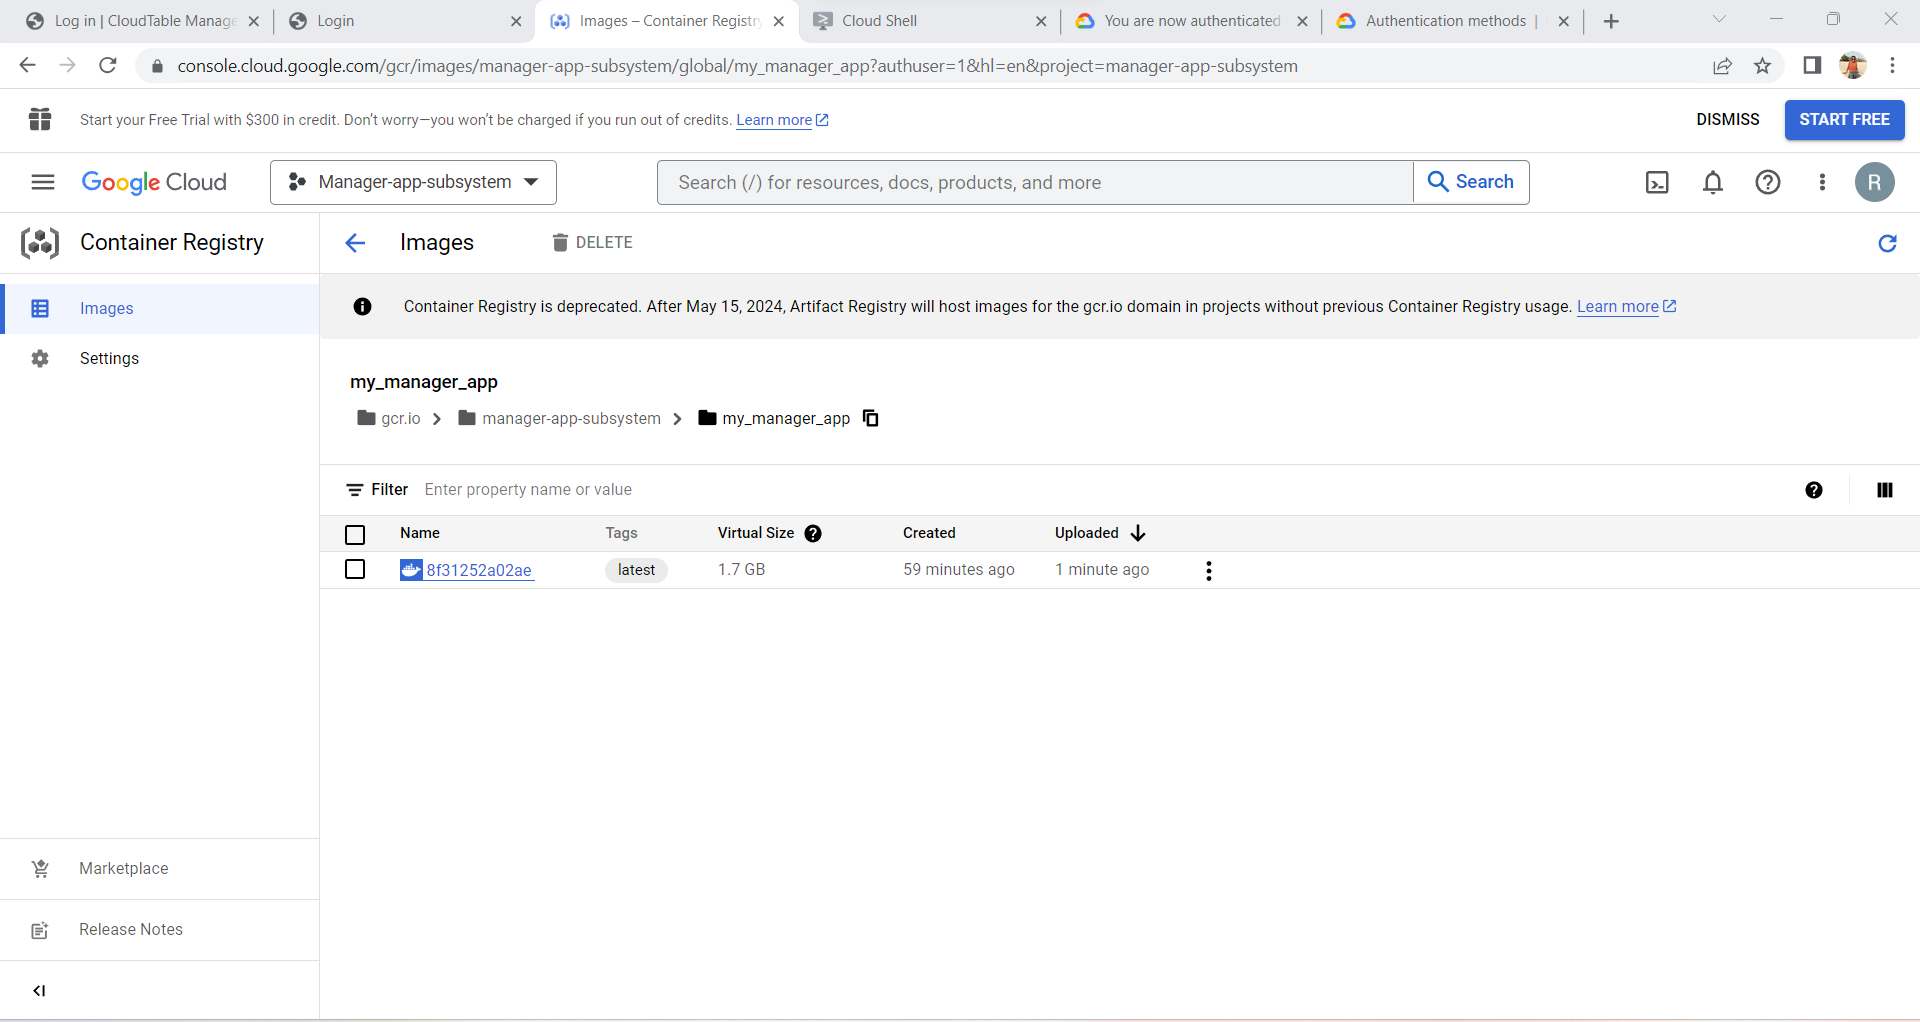 Log in | CloudTable Manage
Login
Images – Container Registry
Cloud Shell
You are now authenticated
Authentication methods |
console.cloud.google.com/gcr/images/manager-app-subsystem/global/my_manager_app?authuser=1&hl=en&project=manager-app-subsystem
Start your Free Trial with $300 in credit. Don't worry—you won't be charged if you run out of credits. Learn more
DISMISS
START FREE
Google Cloud
Manager-app-subsystem
Search (/) for resources, docs, products, and more
Search
R
Container Registry
Images
DELETE
Images
Settings
Container Registry is deprecated. After May 15, 2024, Artifact Registry will host images for the gcr.io domain in projects without previous Container Registry usage. Learn more
my_manager_app
gcr.io
manager-app-subsystem
my_manager_app
Filter
Enter property name or value
Name Tags Virtual Size Created Uploaded
8f31252a02ae latest 1.7 GB 59 minutes ago 1 minute ago
Marketplace
Release Notes